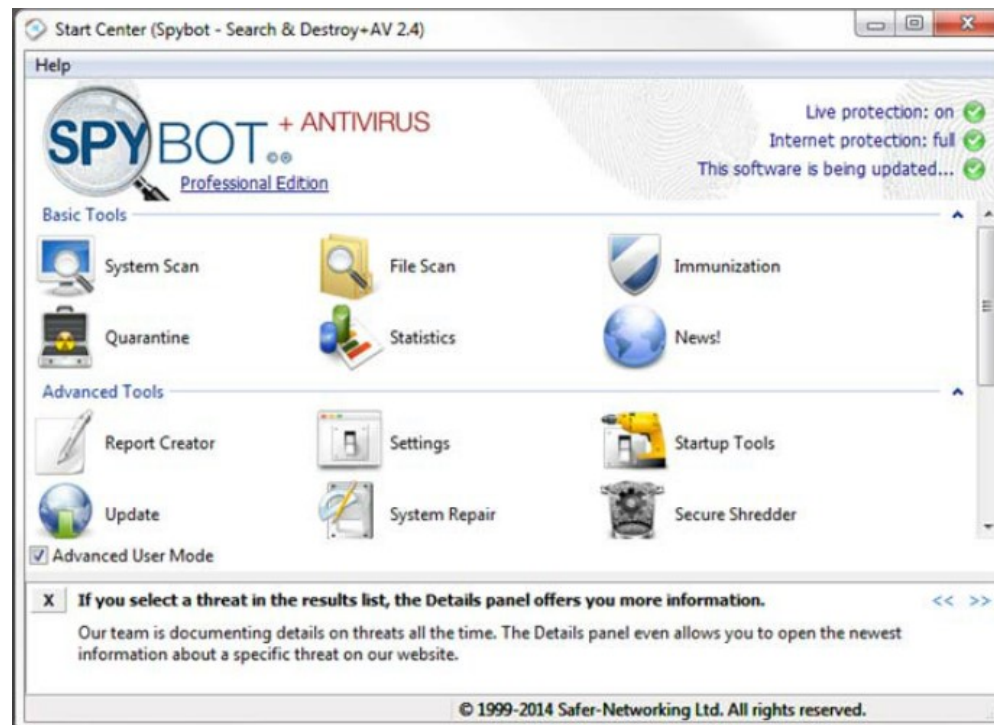 Start Center (Spybot - Search & Destroy+AV 2.4)
Help
SPYBOT + ANTIVIRUS
Professional Edition
Live protection: on
Internet protection: full
This software is being updated...
Basic Tools
System Scan
File Scan
Immunization
Quarantine
Statistics
News!
Advanced Tools
Report Creator
Settings
Startup Tools
Update
System Repair
Secure Shredder
Advanced User Mode
X If you select a threat in the results list, the Details panel offers you more information. << >>
Our team is documenting details on threats all the time. The Details panel even allows you to open the newest
information about a specific threat on our website.
© 1999-2014 Safer-Networking Ltd. All rights reserved.